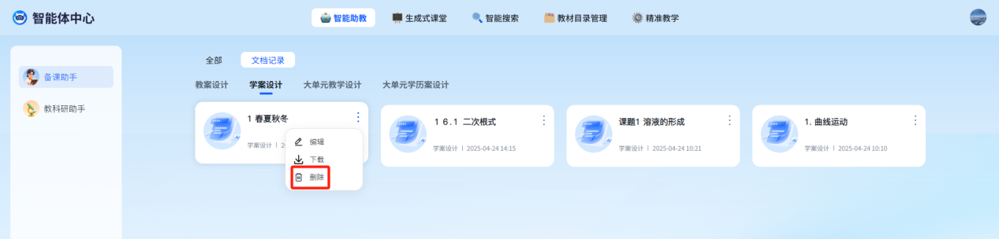 智能体中心
智能助教 生成式课堂 智能搜索 教材目录管理 精准教学
备课助手
教科研助手
全部 文档记录
教案设计 学案设计 大单元教学设计 大单元学历案设计
1 春夏秋冬
学案设计 | 2
编辑
下载
删除
16.1 二次根式
学案设计 | 2025-04-24 14:15
课题1 溶液的形成
学案设计 | 2025-04-24 10:21
1. 曲线运动
学案设计 | 2025-04-24 10:10